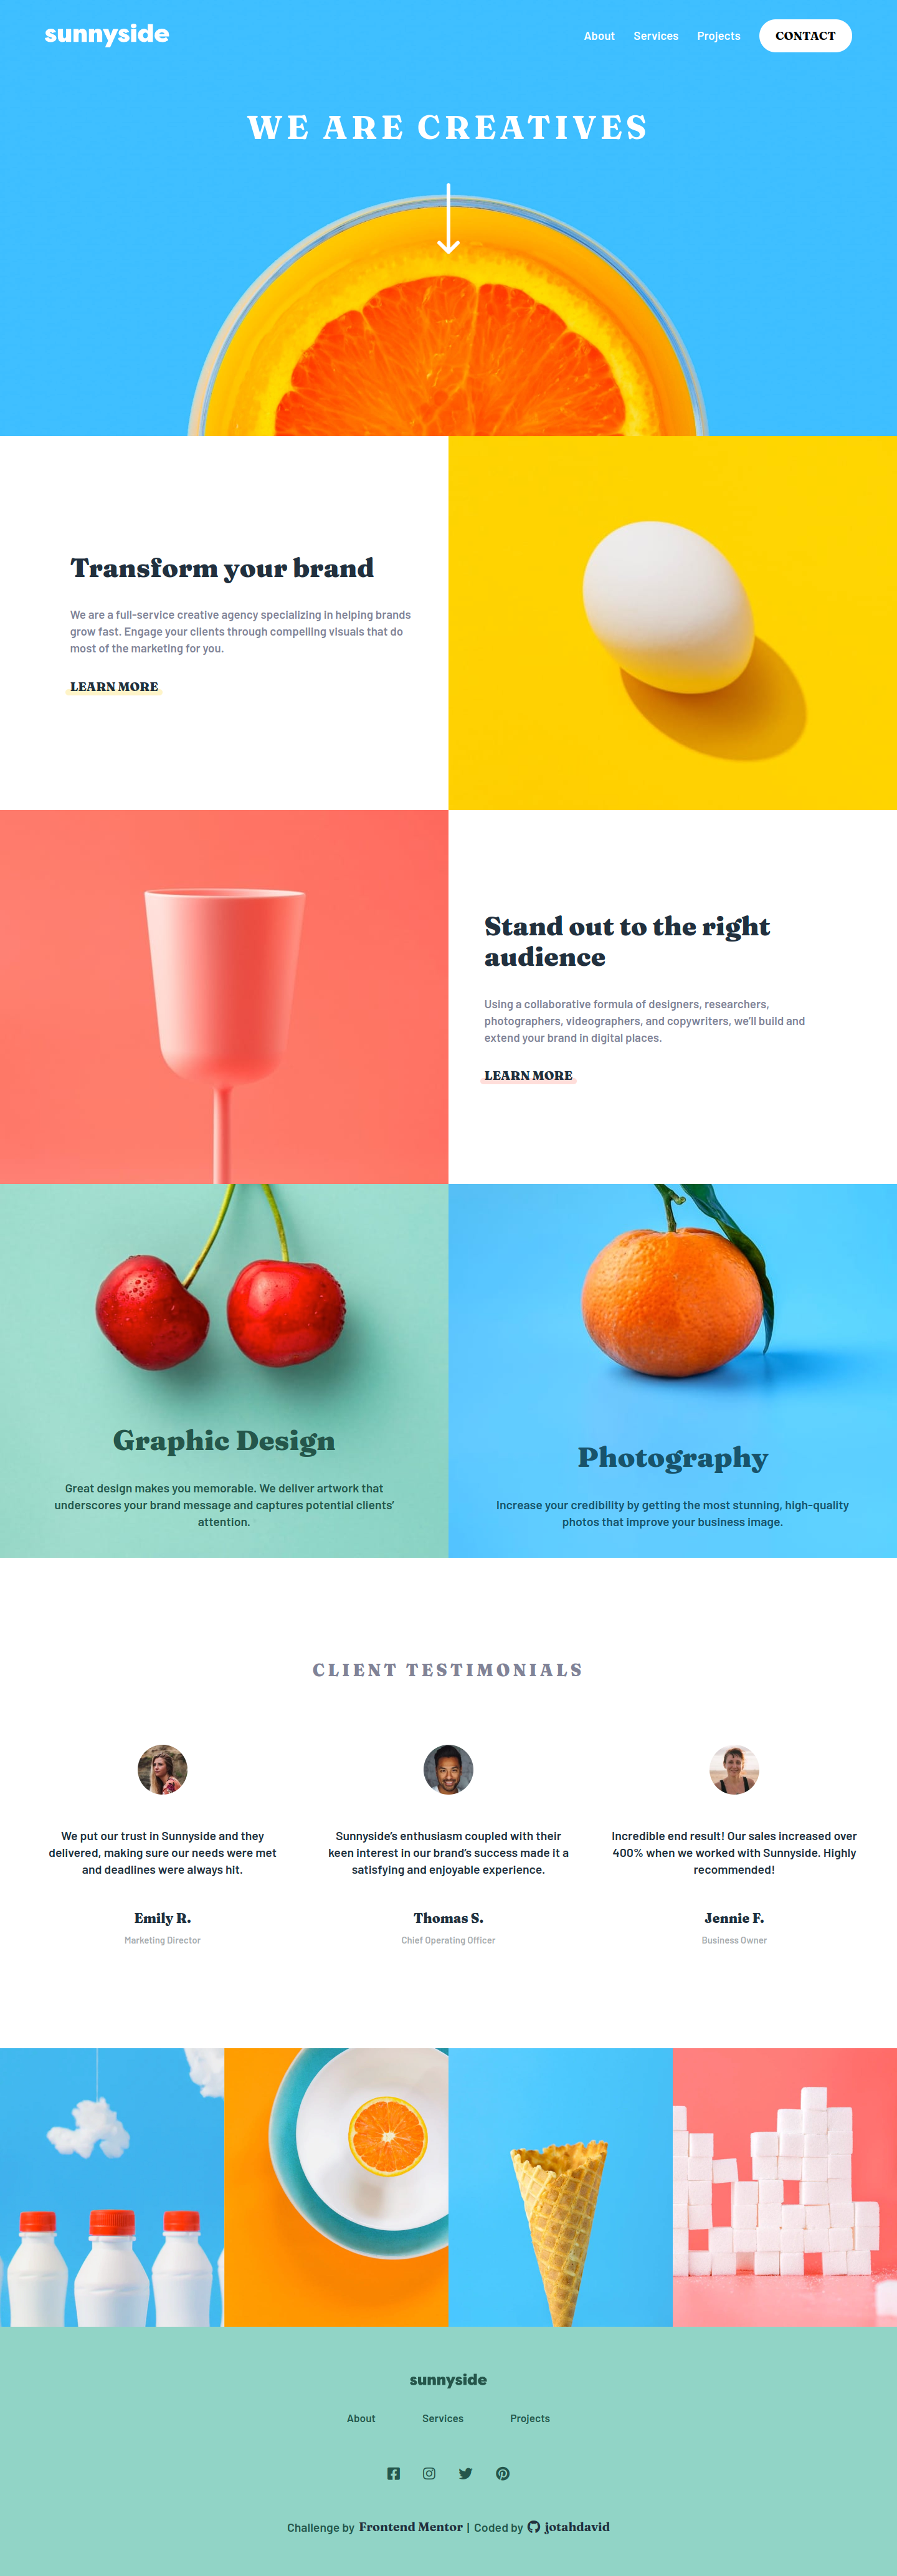 sunnyside
About Services Projects CONTACT
WE ARE CREATIVES
Transform your brand
We are a full-service creative agency specializing in helping brands
grow fast. Engage your clients through compelling visuals that do
most of the marketing for you.
LEARN MORE
Stand out to the right
audience
Using a collaborative formula of designers, researchers,
photographers, videographers, and copywriters, we'll build and
extend your brand in digital places.
LEARN MORE
Graphic Design
Great design makes you memorable. We deliver artwork that
underscores your brand message and captures potential clients'
attention.
Photography
Increase your credibility by getting the most stunning, high-quality
photos that improve your business image.
CLIENT TESTIMONIALS
We put our trust in Sunnyside and they
delivered, making sure our needs were met
and deadlines were always hit.
Emily R.
Marketing Director
Sunnyside's enthusiasm coupled with their
keen interest in our brand's success made it a
satisfying and enjoyable experience.
Thomas S.
Chief Operating Officer
Incredible end result! Our sales increased over
400% when we worked with Sunnyside. Highly
recommended!
Jennie F.
Business Owner
sunnyside
About Services Projects
Challenge by Frontend Mentor | Coded by jotahdavid